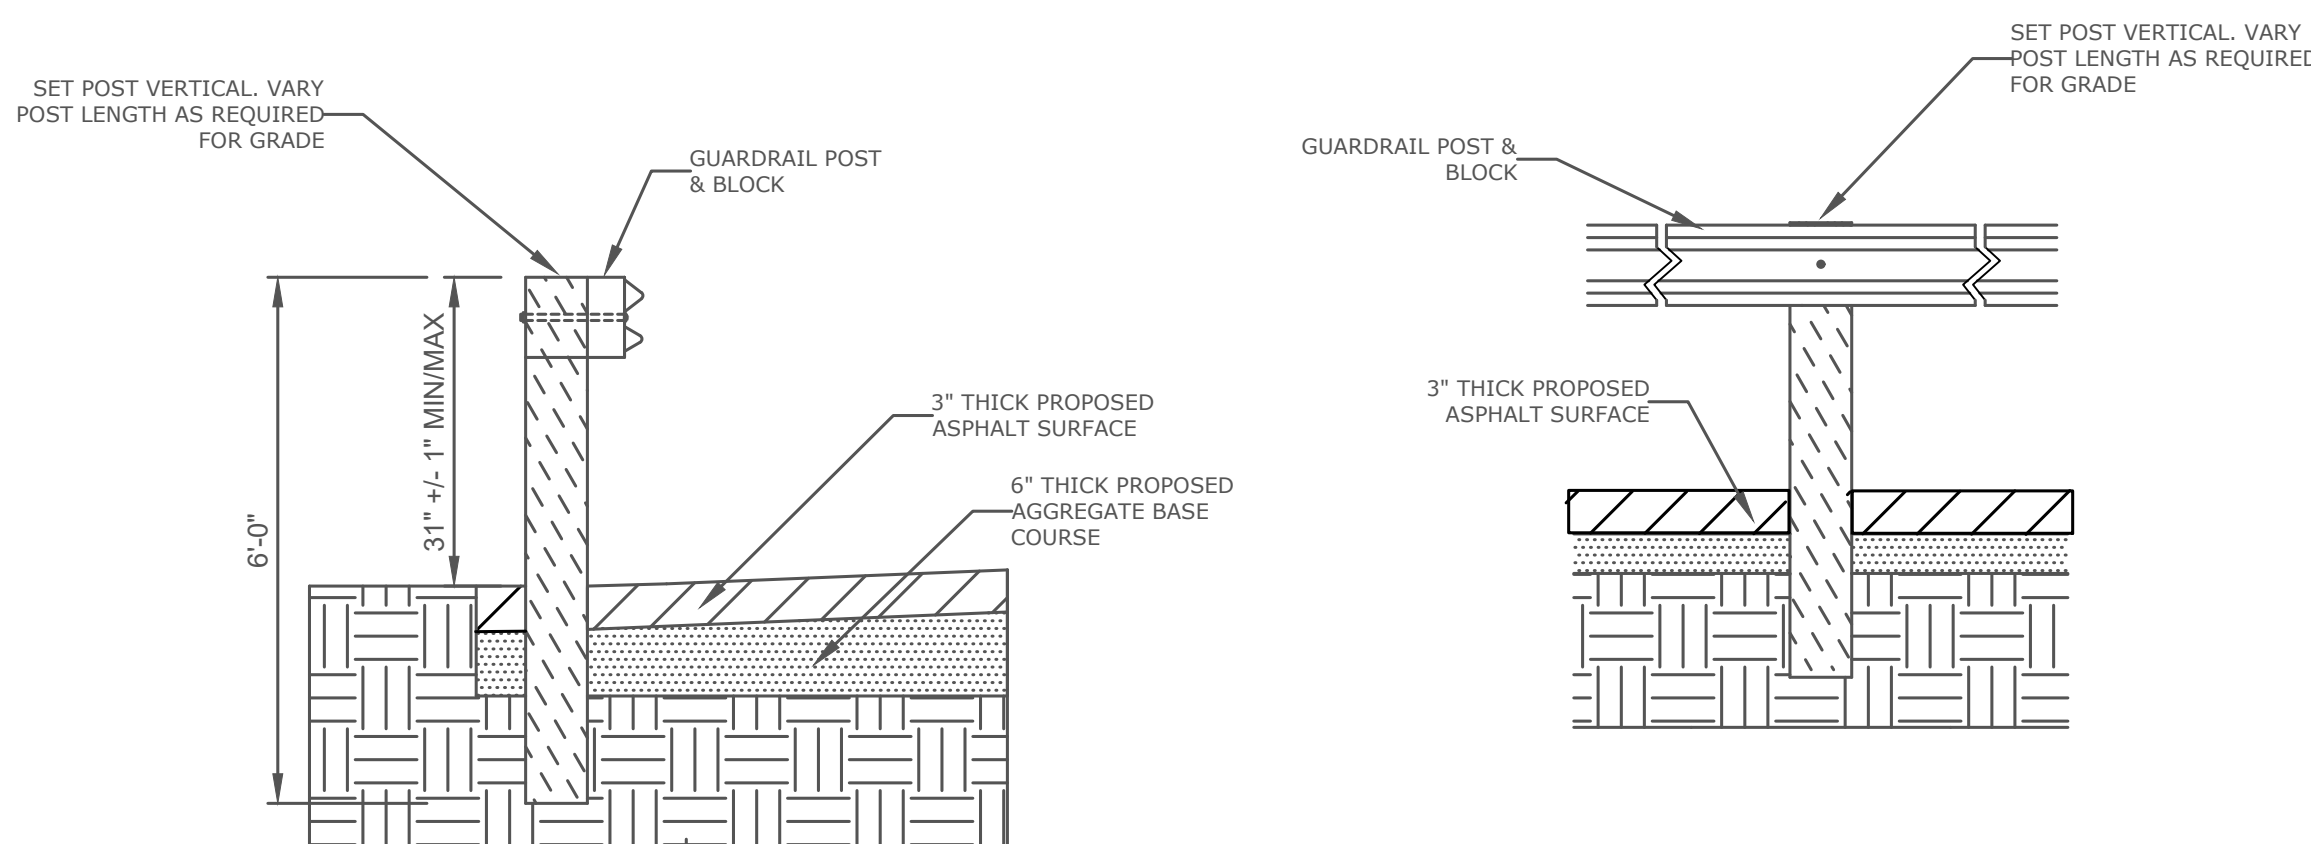 SET POST VERTICAL. VARY
POST LENGTH AS REQUIRED
FOR GRADE
GUARDRAIL POST
& BLOCK
31" +/- 1" MIN/MAX
6'-0"
3" THICK PROPOSED
ASPHALT SURFACE
6" THICK PROPOSED
AGGREGATE BASE
COURSE
SET POST VERTICAL. VARY
POST LENGTH AS REQUIRED
FOR GRADE
GUARDRAIL POST &
BLOCK
3" THICK PROPOSED
ASPHALT SURFACE